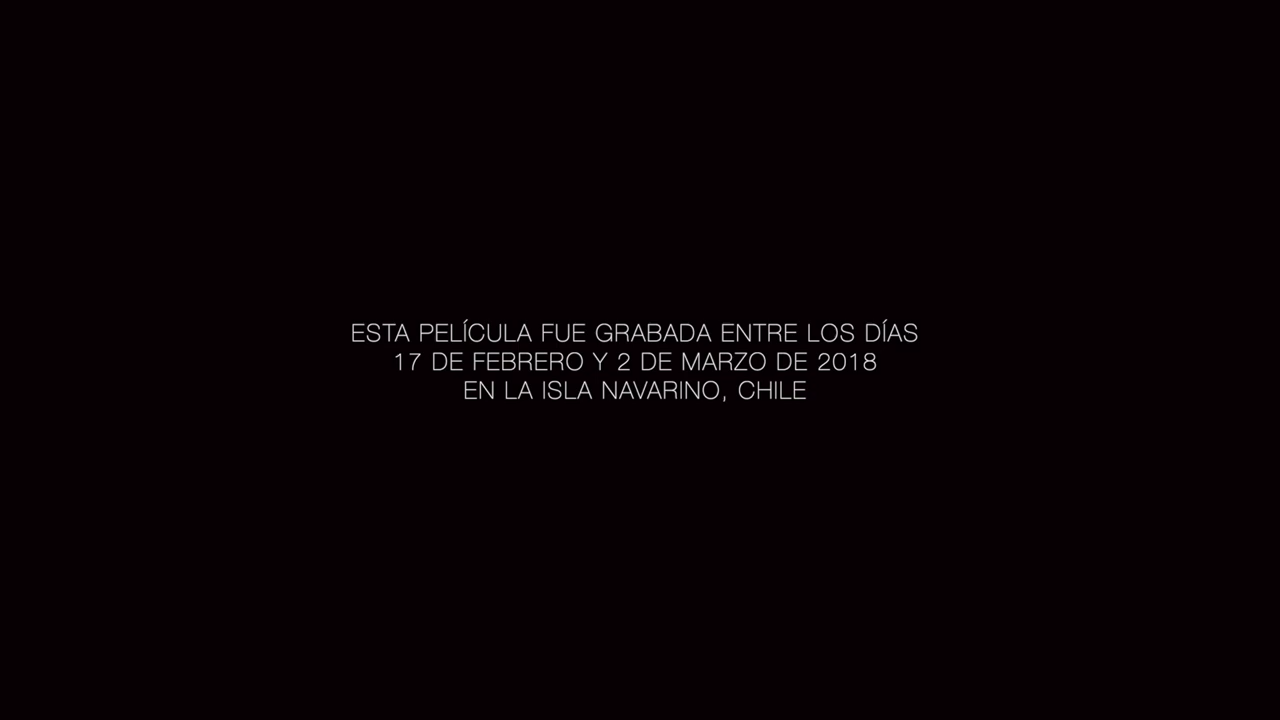 ESTA PELÍCULA FUE GRABADA ENTRE LOS DÍAS
17 DE FEBRERO Y 2 DE MARZO DE 2018
EN LA ISLA NAVARINO, CHILE